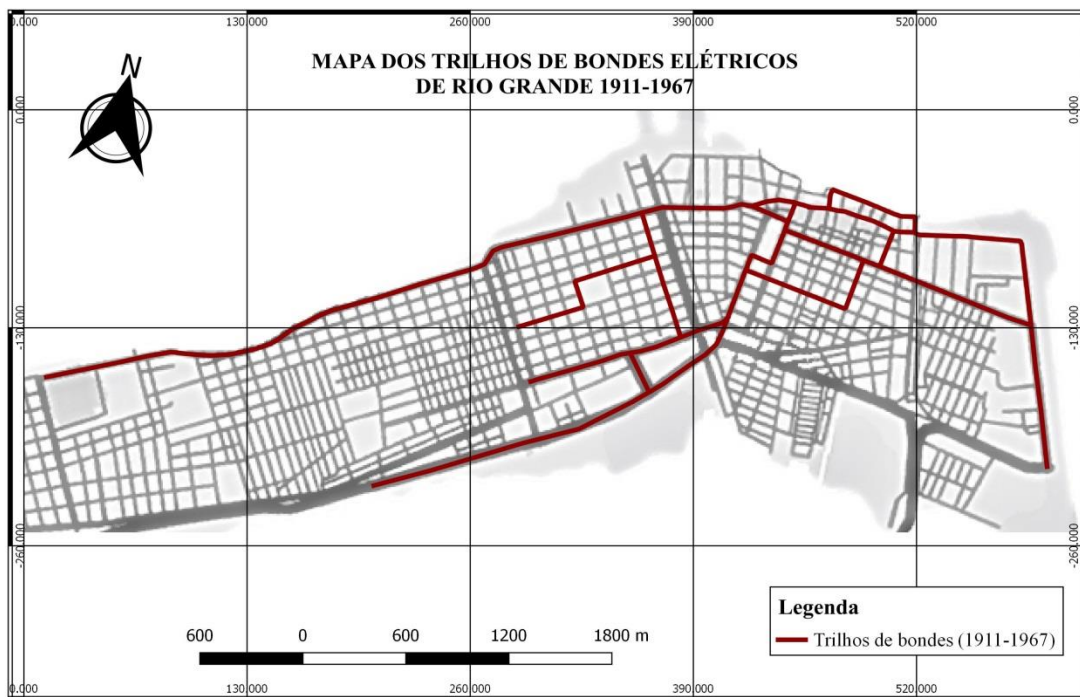 0.000 130.000 260.000 390.000 520.000
MAPA DOS TRILHOS DE BONDES ELÉTRICOS
DE RIO GRANDE 1911-1967
N
0.000 0.000
-130.000 -130.000
-260.000 -260.000
Legenda
Trilhos de bondes (1911-1967)
600 0 600 1200 1800 m
0.000 130.000 260.000 390.000 520.000